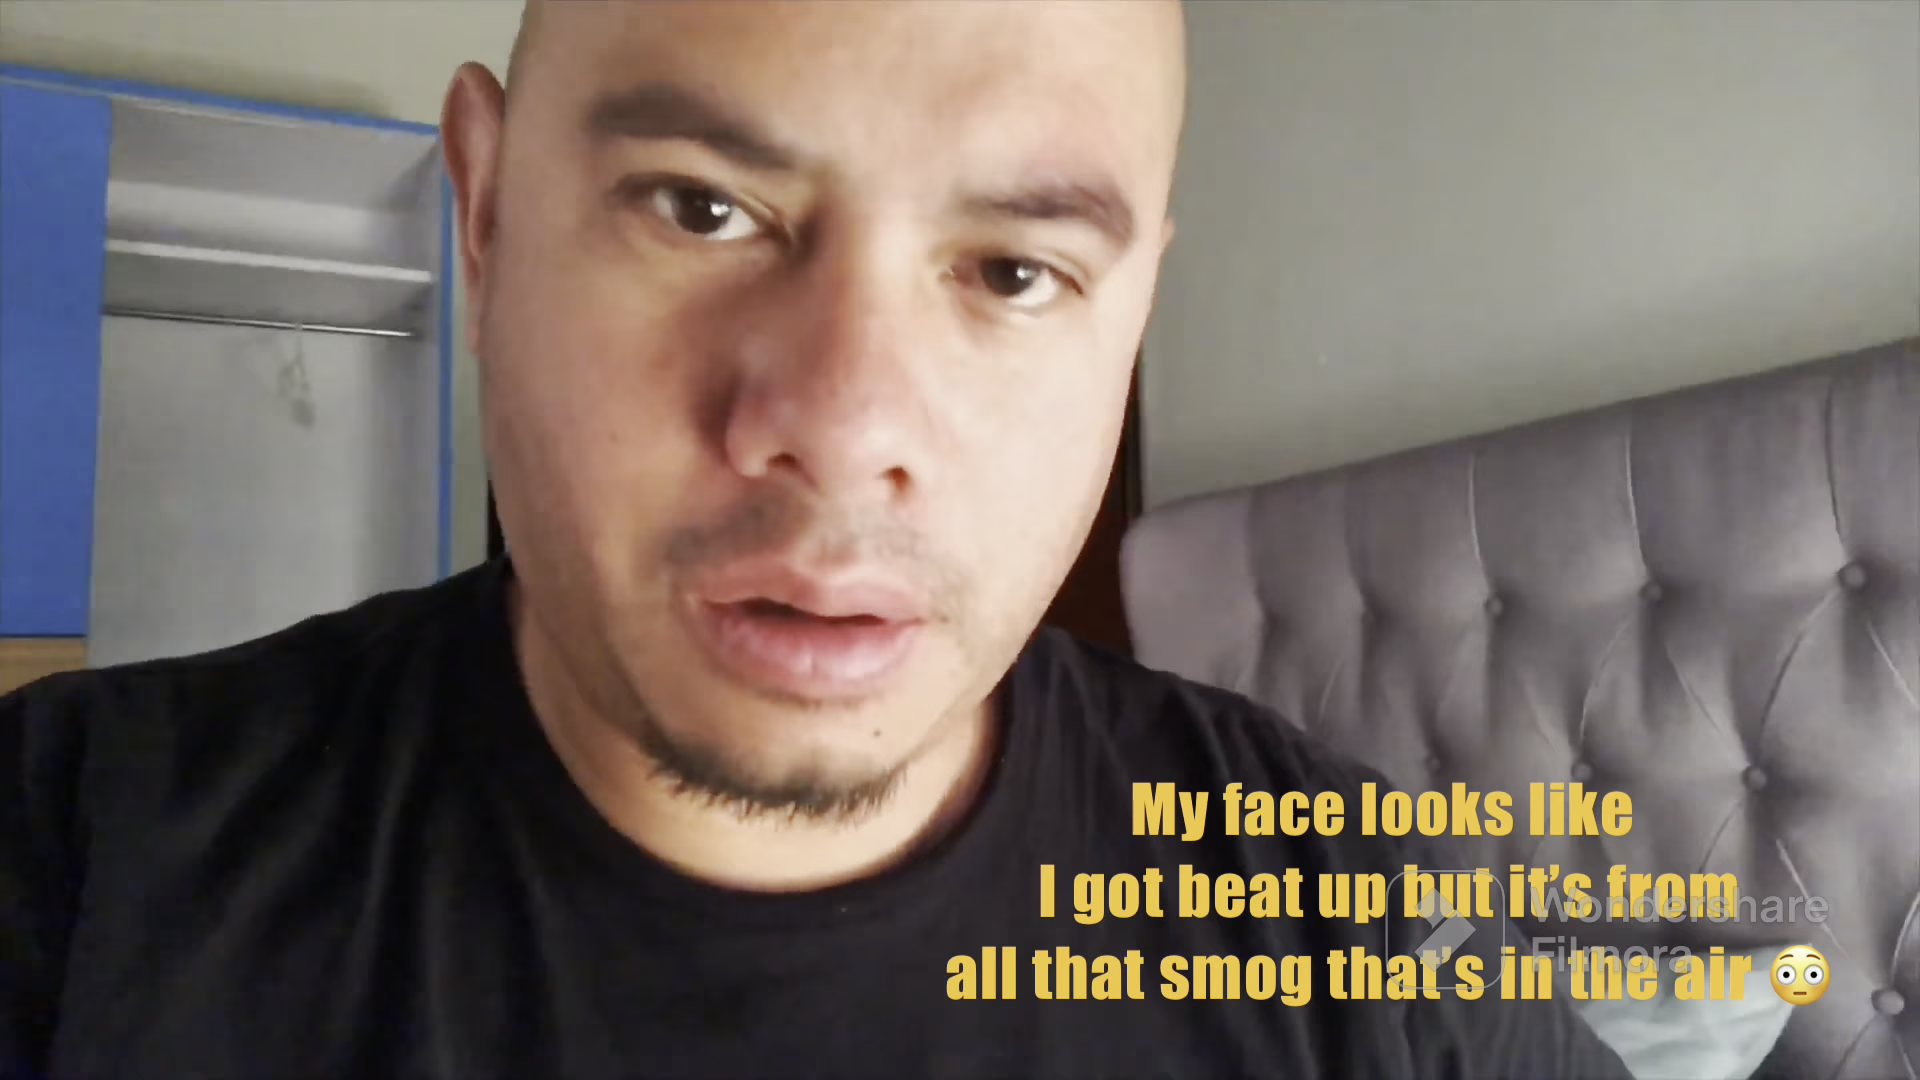 My face looks like
I got beat up but it’s from
all that smog that’s in the air 😳
Wondershare
Filmora